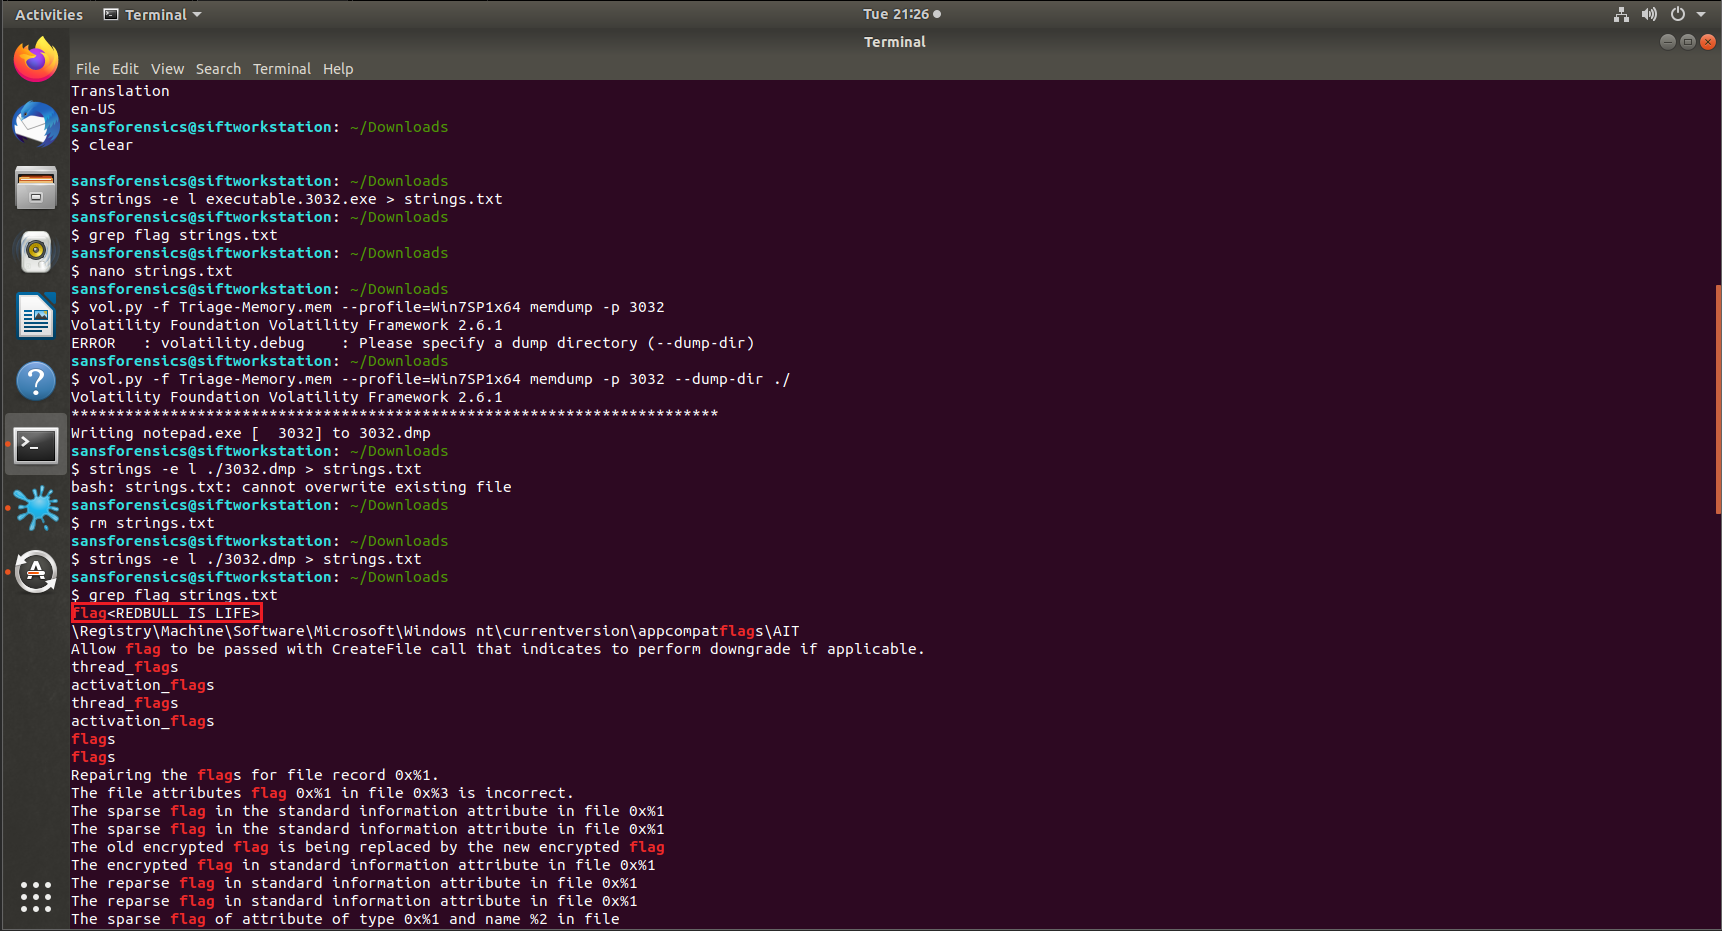 Activities Terminal Tue 21:26
Terminal
File Edit View Search Terminal Help
Translation
en-US
sansforensics@siftworkstation: ~/Downloads
$ clear
sansforensics@siftworkstation: ~/Downloads
$ strings -e l executable.3032.exe > strings.txt
sansforensics@siftworkstation: ~/Downloads
$ grep flag strings.txt
sansforensics@siftworkstation: ~/Downloads
$ nano strings.txt
sansforensics@siftworkstation: ~/Downloads
$ vol.py -f Triage-Memory.mem --profile=Win7SP1x64 memdump -p 3032
Volatility Foundation Volatility Framework 2.6.1
ERROR   : volatility.debug    : Please specify a dump directory (--dump-dir)
sansforensics@siftworkstation: ~/Downloads
$ vol.py -f Triage-Memory.mem --profile=Win7SP1x64 memdump -p 3032 --dump-dir ./
Volatility Foundation Volatility Framework 2.6.1
************************************************************************
Writing notepad.exe [  3032] to 3032.dmp
sansforensics@siftworkstation: ~/Downloads
$ strings -e l ./3032.dmp > strings.txt
bash: strings.txt: cannot overwrite existing file
sansforensics@siftworkstation: ~/Downloads
$ rm strings.txt
sansforensics@siftworkstation: ~/Downloads
$ strings -e l ./3032.dmp > strings.txt
sansforensics@siftworkstation: ~/Downloads
$ grep flag strings.txt
flag<REDBULL IS LIFE>
\Registry\Machine\Software\Microsoft\Windows nt\currentversion\appcompatflags\AIT
Allow flag to be passed with CreateFile call that indicates to perform downgrade if applicable.
thread_flags
activation_flags
thread_flags
activation_flags
flags
flags
Repairing the flags for file record 0x%1.
The file attributes flag 0x%1 in file 0x%3 is incorrect.
The sparse flag in the standard information attribute in file 0x%1
The sparse flag in the standard information attribute in file 0x%1
The old encrypted flag is being replaced by the new encrypted flag
The encrypted flag in standard information attribute in file 0x%1
The reparse flag in standard information attribute in file 0x%1
The reparse flag in standard information attribute in file 0x%1
The sparse flag of attribute of type 0x%1 and name %2 in file